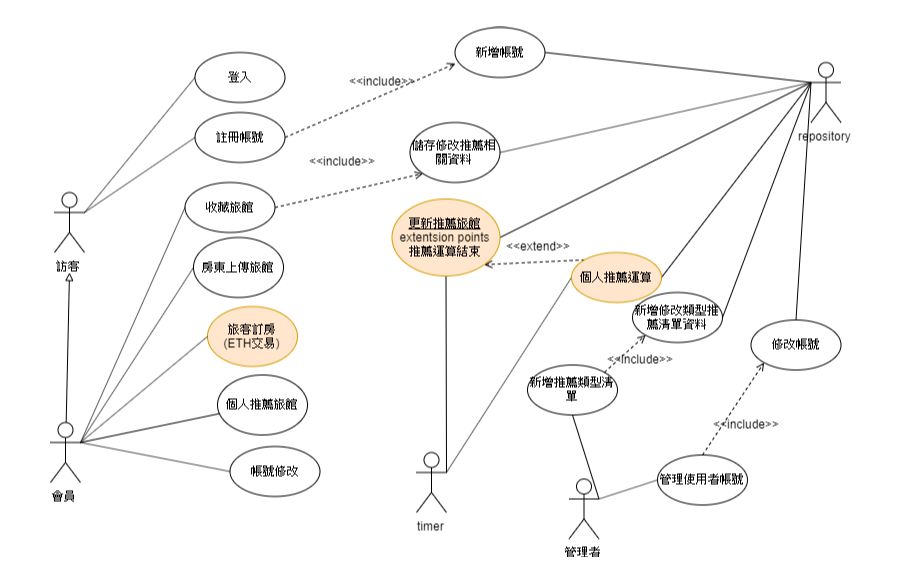 新增帳號
登入
<<include>>
註冊帳號
repository
儲存修改推薦相
關資料
<<include>>
收藏旅館
更新推薦旅館
extentsion points
推薦運算結束
<<extend>>
訪客
房東上傳旅館
個人推薦運算
新增修改類型推
薦清單資料
旅客訂房
(ETH交易)
修改帳號
<<include>>
新增推薦類型清
單
個人推薦旅館
<<include>>
帳號修改
管理使用者帳號
會員
timer
管理者